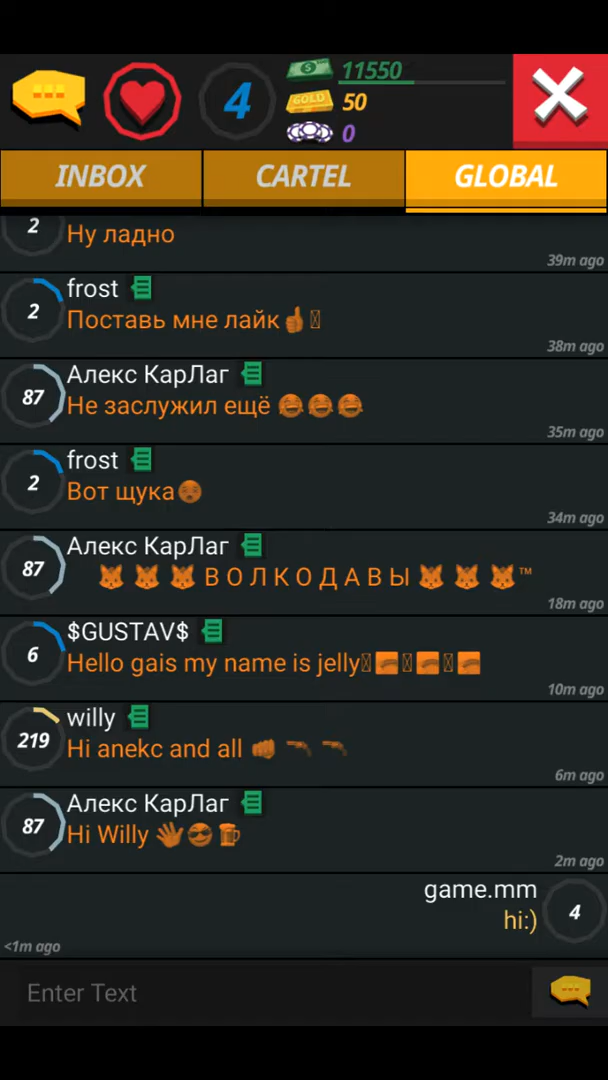 4
11550
GOLD 50
0
INBOX CARTEL GLOBAL
2
Ну ладно
39m ago
frost
2
Поставь мне лайк👍
38m ago
Алекс КарЛаг
87
Не заслужил ещё 😂😂😂
35m ago
frost
2
Вот щука😵
34m ago
Алекс КарЛаг
87
🐺 🐺 🐺 В О Л К О Д А В Ы 🐺 🐺 🐺™
18m ago
$GUSTAV$
6
Hello gais my name is jelly
10m ago
willy
219
Hi anekc and all 👊 🔫 🔫
6m ago
Алекс КарЛаг
87
Hi Willy 👋😎🍺
2m ago
game.mm
4
hi:)
<1m ago
Enter Text